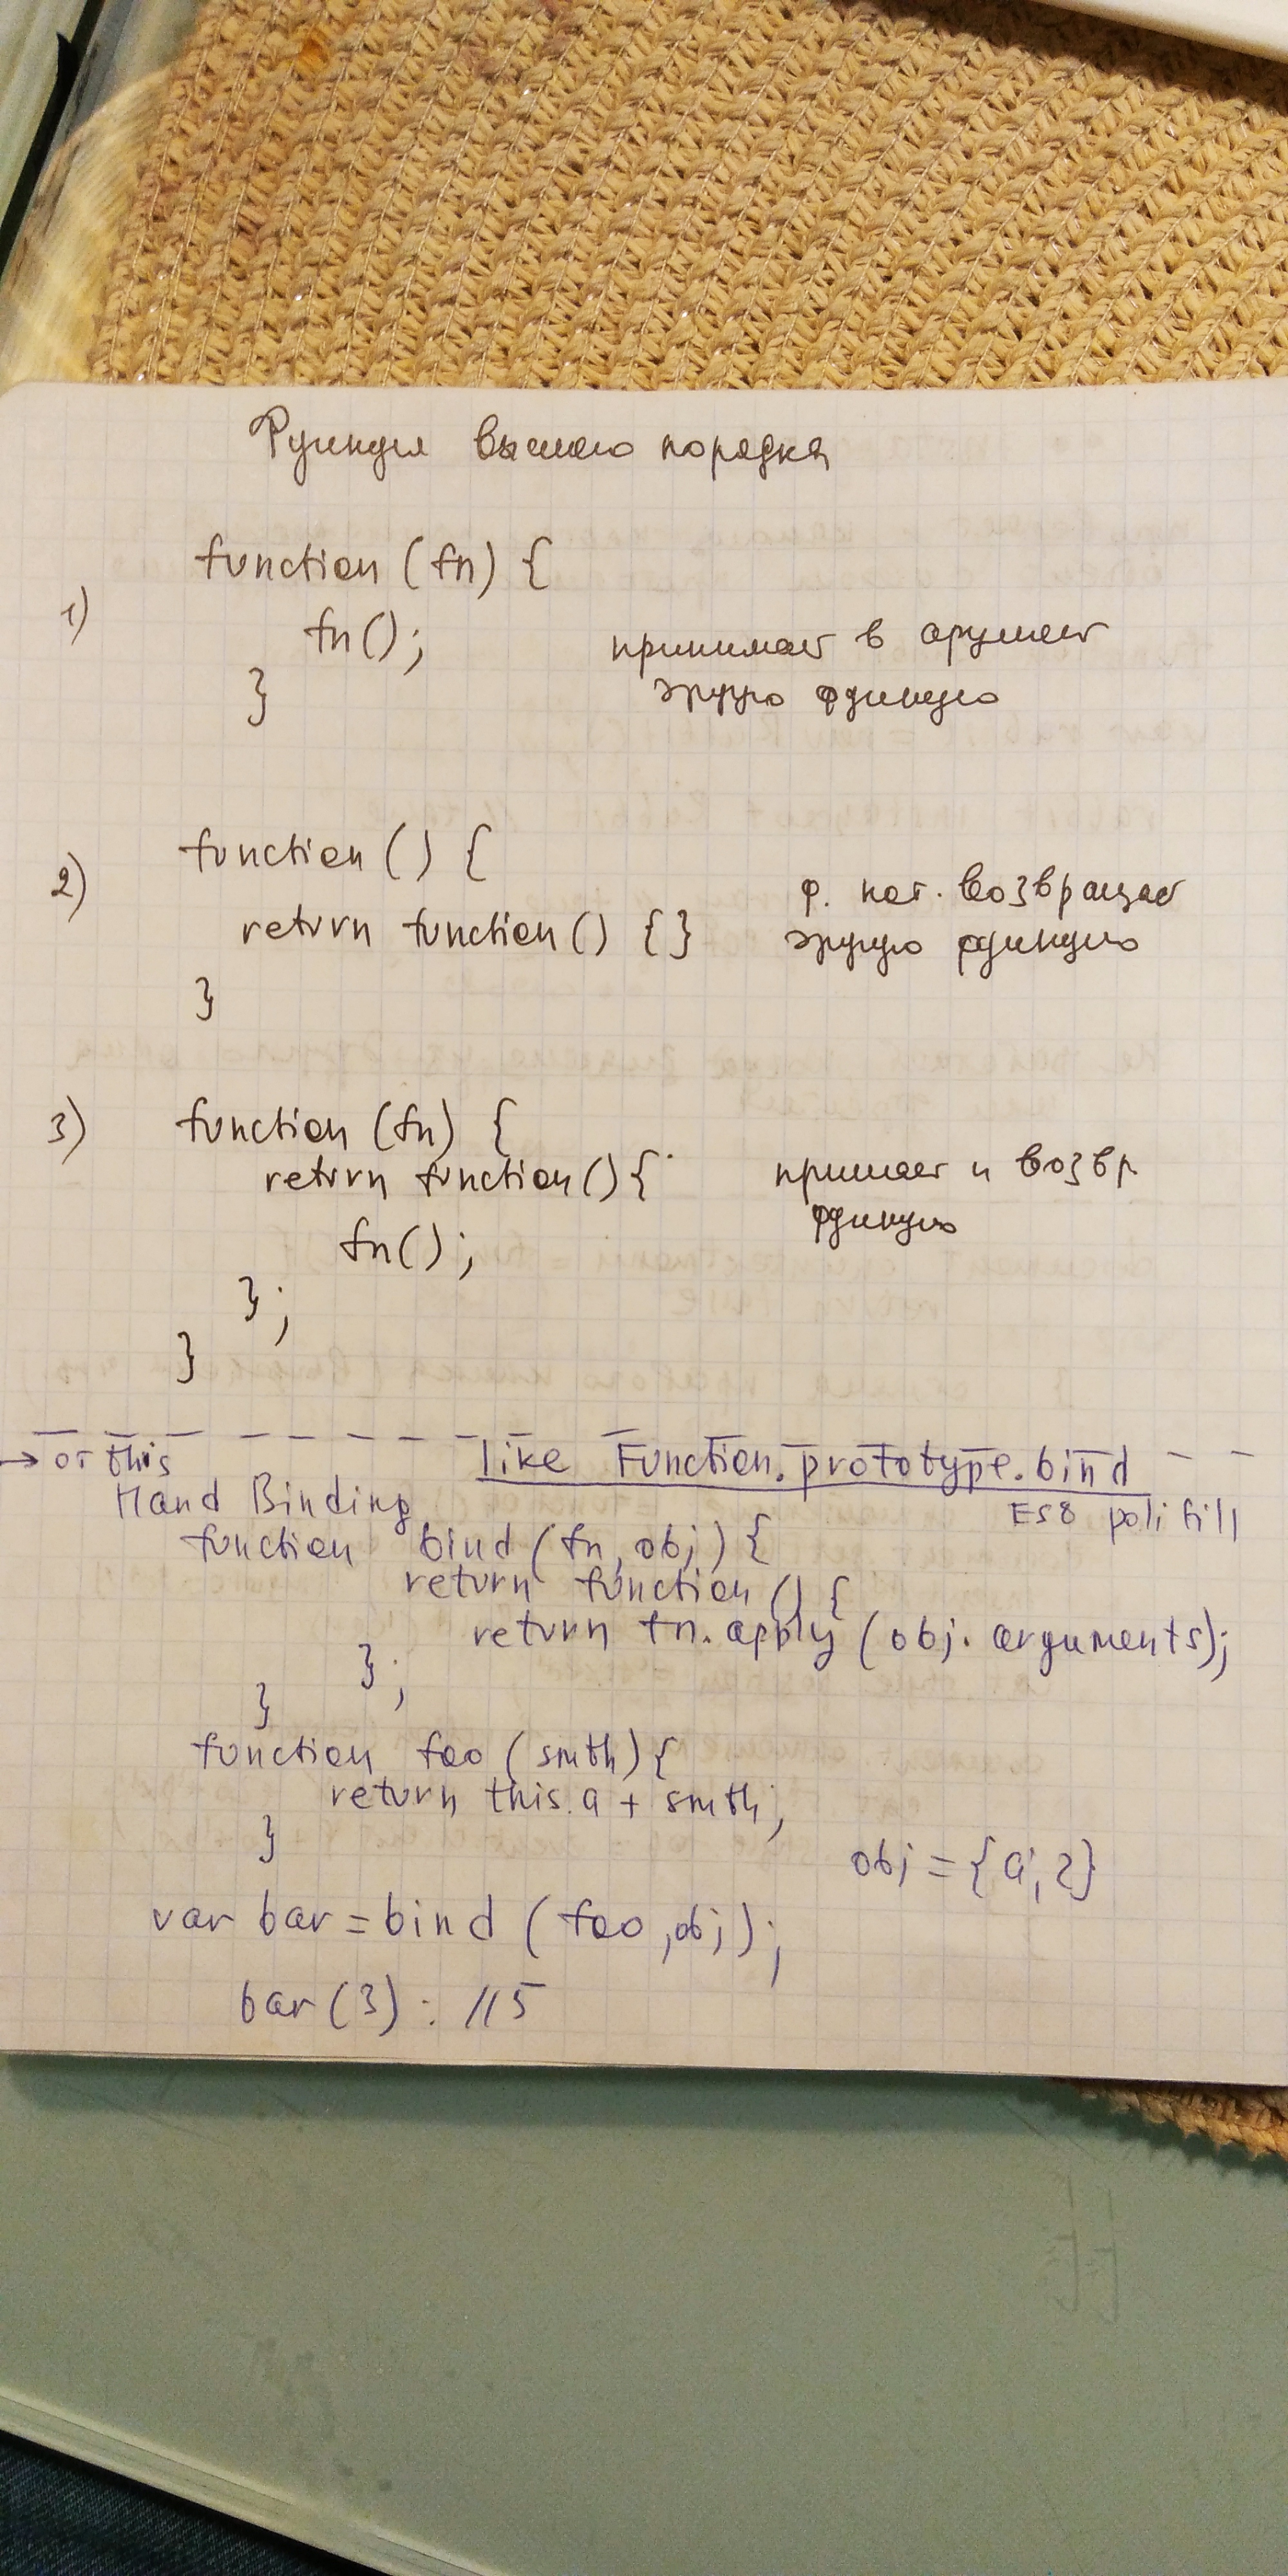 Функция высшего порядка
1)
function (fn) {
fn();
}
принимает в аргумент
другую функцию
2)
function () {
return function () {}
}
ф. кот. возвращает
другую функцию
3)
function (fn) {
return function () {
fn();
};
}
принимает и возвр
функцию
→ от this
like Function.prototype.bind
Hand Binding
ES8 polifill
function bind (fn, obj) {
return function () {
return fn.apply (obj. arguments);
};
}
function foo (smth) {
return this.a + smth;
}
obj = {a; 2}
var bar = bind (foo, obj);
bar (3) : //5